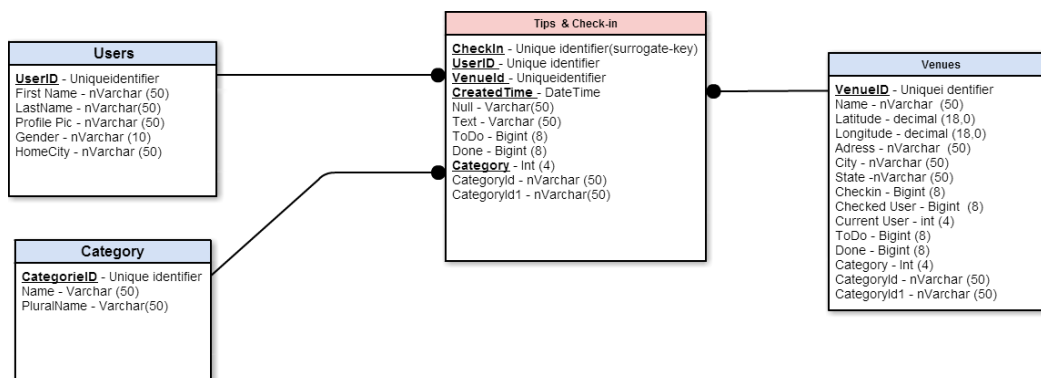 Users
UserID - Uniqueidentifier
First Name - nVarchar (50)
LastName - nVarchar(50)
Profile Pic - nVarchar (50)
Gender - nVarchar (10)
HomeCity - nVarchar (50)
Category
CategorieID - Unique identifier
Name - Varchar (50)
PluralName - Varchar(50)
Tips & Check-in
CheckIn - Unique identifier(surrogate-key)
UserID - Unique identifier
VenueId - Uniqueidentifier
CreatedTime - DateTime
Null - Varchar(50)
Text - Varchar (50)
ToDo - Bigint (8)
Done - Bigint (8)
Category - Int (4)
CategoryId - nVarchar (50)
CategoryId1 - nVarchar(50)
Venues
VenueID - Uniquei dentifier
Name - nVarchar (50)
Latitude - decimal (18,0)
Longitude - decimal (18,0)
Adress - nVarchar (50)
City - nVarchar (50)
State -nVarchar (50)
Checkin - Bigint (8)
Checked User - Bigint (8)
Current User - int (4)
ToDo - Bigint (8)
Done - Bigint (8)
Category - Int (4)
CategoryId - nVarchar (50)
CategoryId1 - nVarchar (50)